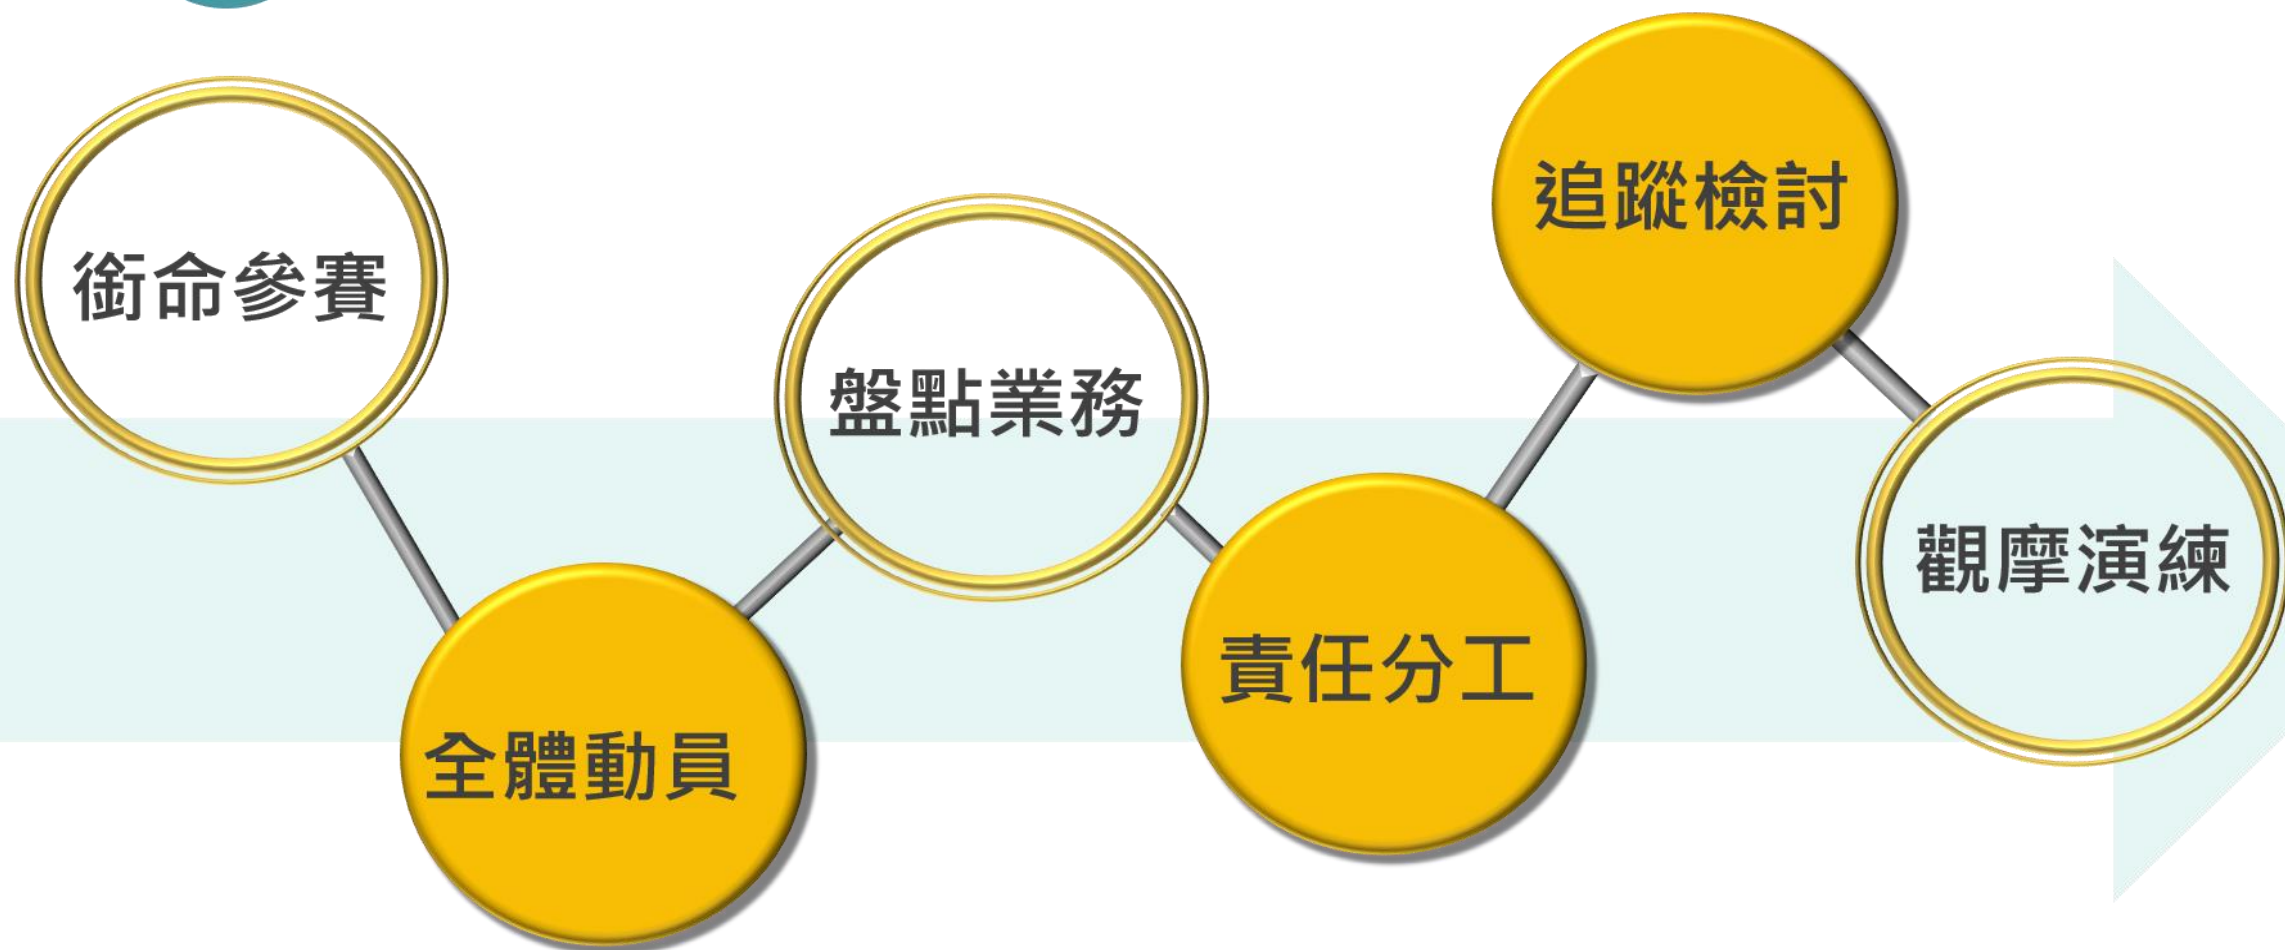 銜命參賽
全體動員
盤點業務
責任分工
追蹤檢討
觀摩演練